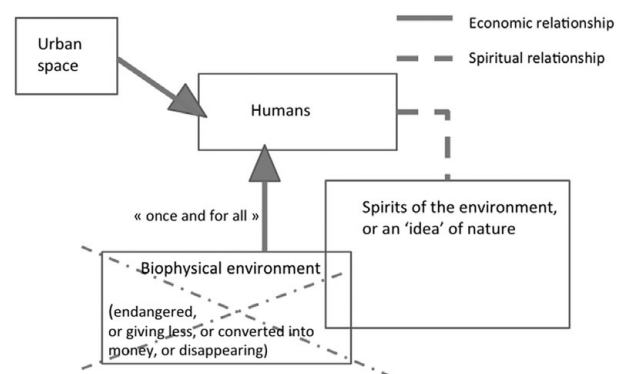 Urban
space
Economic relationship
Spiritual relationship
Humans
« once and for all »
Spirits of the environment,
or an ‘idea’ of nature
Biophysical environment
(endangered,
or giving less, or converted into
money, or disappearing)